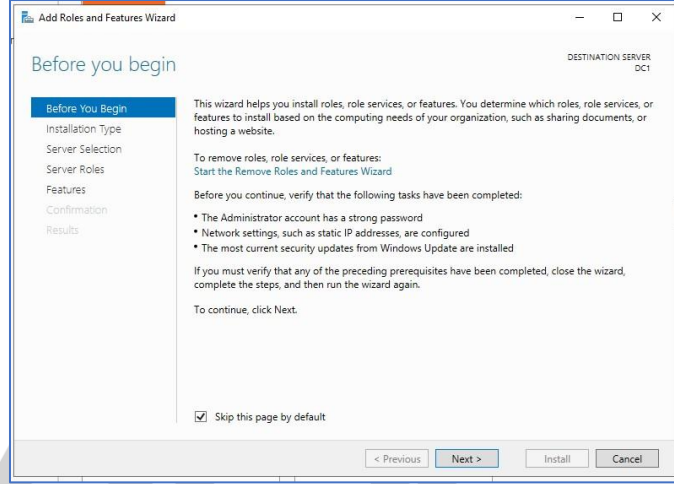 Add Roles and Features Wizard
Before you begin
DESTINATION SERVER
DC1
Before You Begin
Installation Type
Server Selection
Server Roles
Features
Confirmation
Results
This wizard helps you install roles, role services, or features. You determine which roles, role services, or
features to install based on the computing needs of your organization, such as sharing documents, or
hosting a website.
To remove roles, role services, or features:
Start the Remove Roles and Features Wizard
Before you continue, verify that the following tasks have been completed:
• The Administrator account has a strong password
• Network settings, such as static IP addresses, are configured
• The most current security updates from Windows Update are installed
If you must verify that any of the preceding prerequisites have been completed, close the wizard,
complete the steps, and then run the wizard again.
To continue, click Next.
Skip this page by default
< Previous Next > Install Cancel